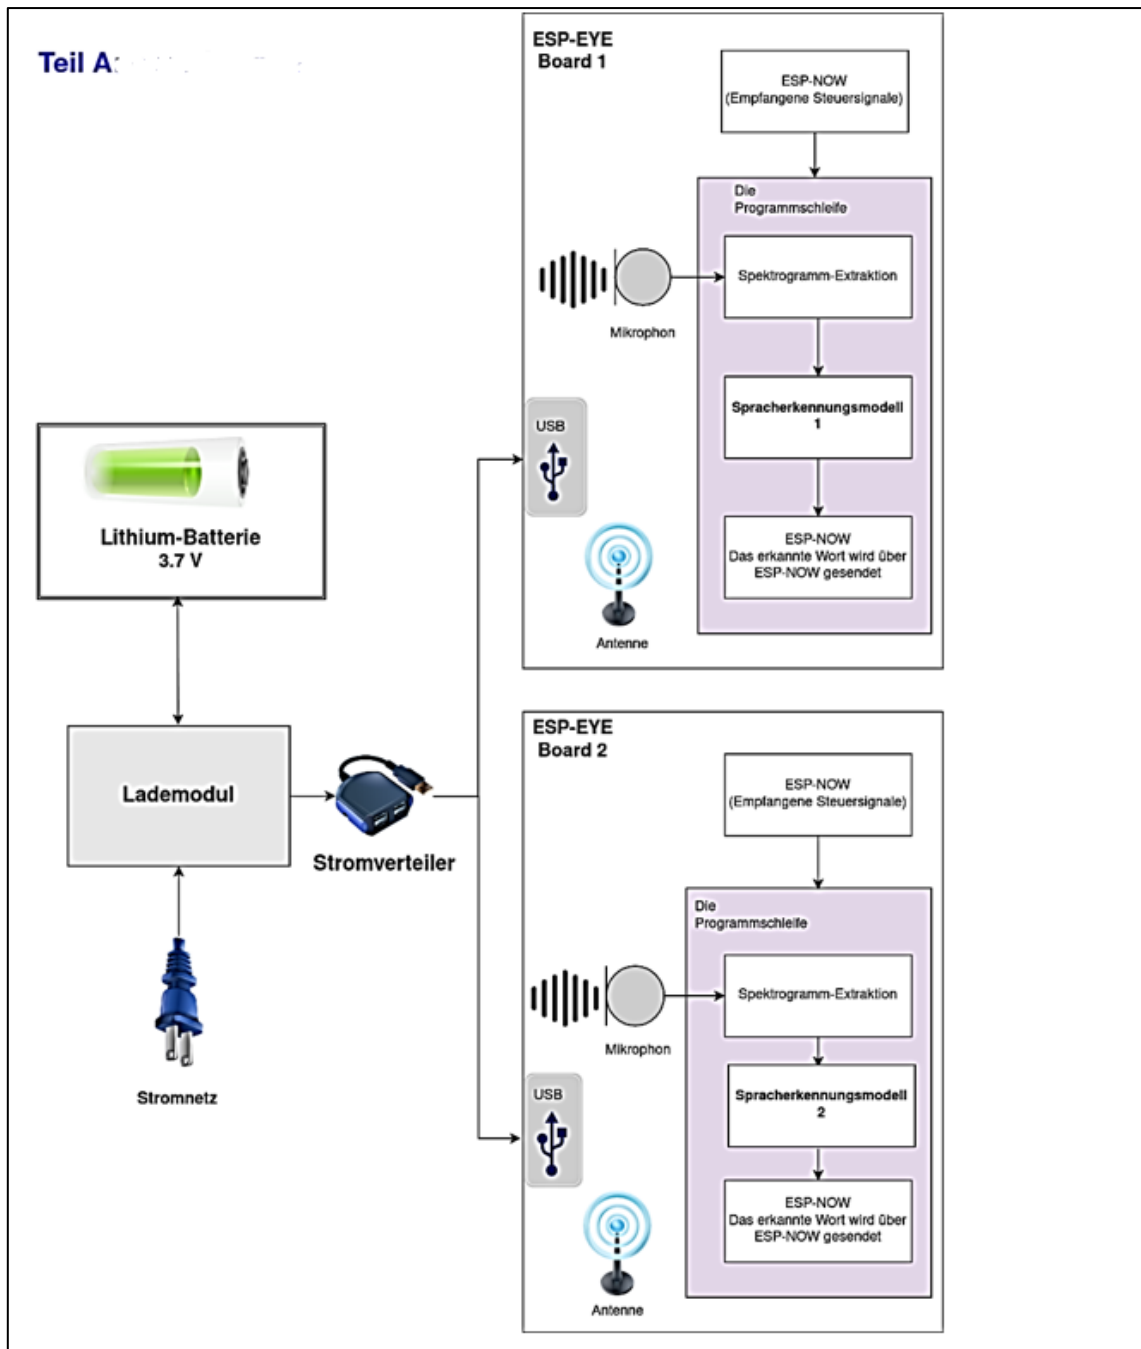 Teil A:
ESP-EYE
Board 1
ESP-NOW
(Empfangene Steuersignale)
Die
Programmschleife
Spektrogramm-Extraktion
Mikrophon
Spracherkennungsmodell
1
USB
ESP-NOW
Das erkannte Wort wird über
ESP-NOW gesendet
Antenne
Lithium-Batterie
3.7 V
Lademodul
Stromverteiler
Stromnetz
ESP-EYE
Board 2
ESP-NOW
(Empfangene Steuersignale)
Die
Programmschleife
Spektrogramm-Extraktion
Mikrophon
Spracherkennungsmodell
2
USB
ESP-NOW
Das erkannte Wort wird über
ESP-NOW gesendet
Antenne